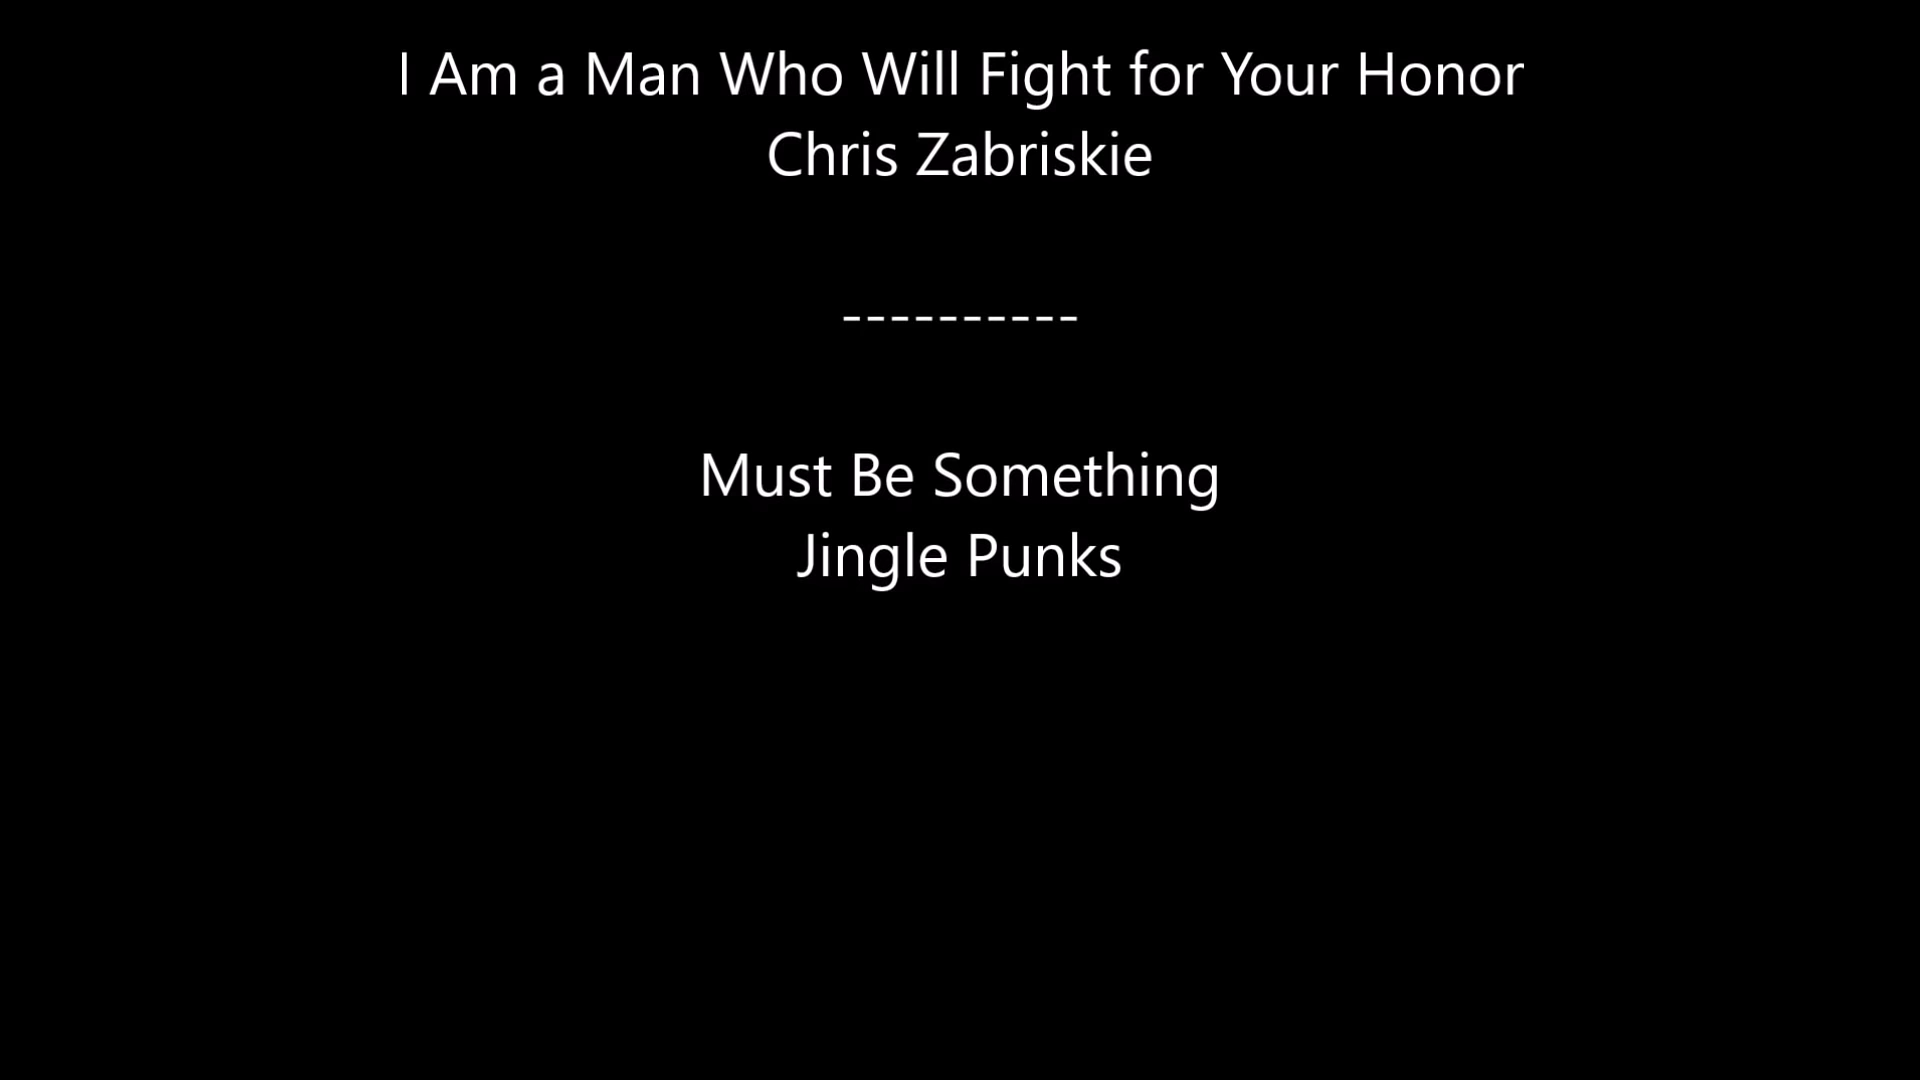 I Am a Man Who Will Fight for Your Honor
Chris Zabriskie
----------
Must Be Something
Jingle Punks